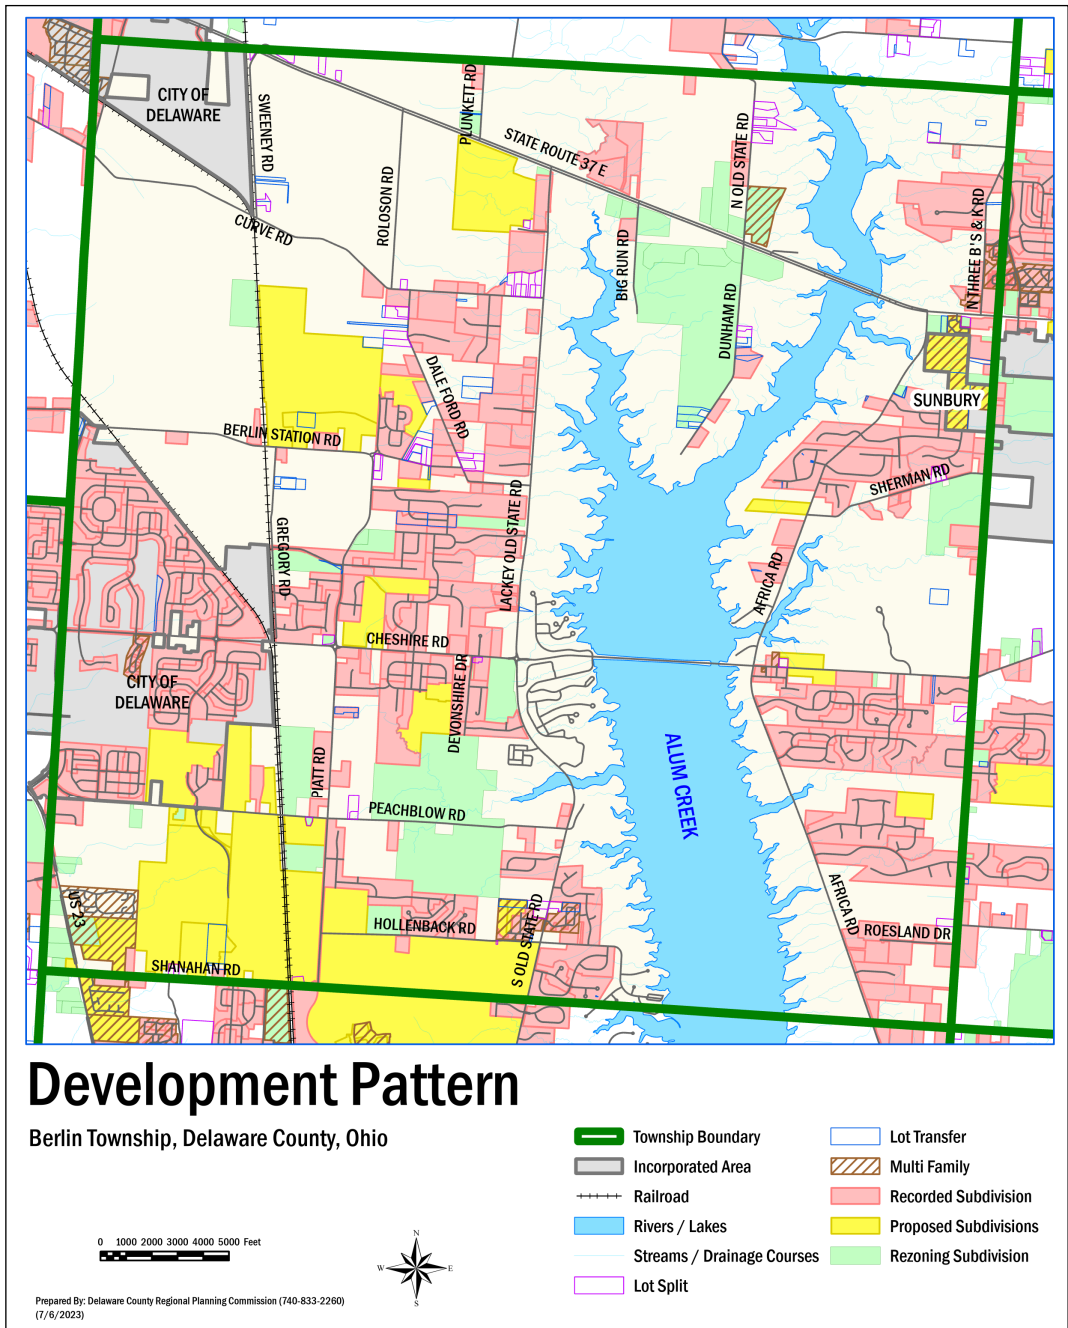 CITY OF
DELAWARE
SWEENEY RD
PLUNKETT RD
STATE ROUTE 37 E
N OLD STATE RD
ROLOSON RD
CURVE RD
BIG RUN RD
N THREE B'S & K RD
DUNHAM RD
DALE FORD RD
SUNBURY
BERLIN STATION RD
SHERMAN RD
LACKEY OLD STATE RD
GREGORY RD
AFRICA RD
CHESHIRE RD
CITY OF
DELAWARE
DEVONSHIRE DR
PIATT RD
ALUM CREEK
PEACHBLOW RD
US 23
S OLD STATE RD
AFRICA RD
HOLLENBACK RD
ROESLAND DR
SHANAHAN RD
Development Pattern
Berlin Township, Delaware County, Ohio
Township Boundary
Incorporated Area
Railroad
Rivers / Lakes
Streams / Drainage Courses
Lot Split
Lot Transfer
Multi Family
Recorded Subdivision
Proposed Subdivisions
Rezoning Subdivision
0 1000 2000 3000 4000 5000 Feet
N
W E
S
Prepared By: Delaware County Regional Planning Commission (740-833-2260)
(7/6/2023)